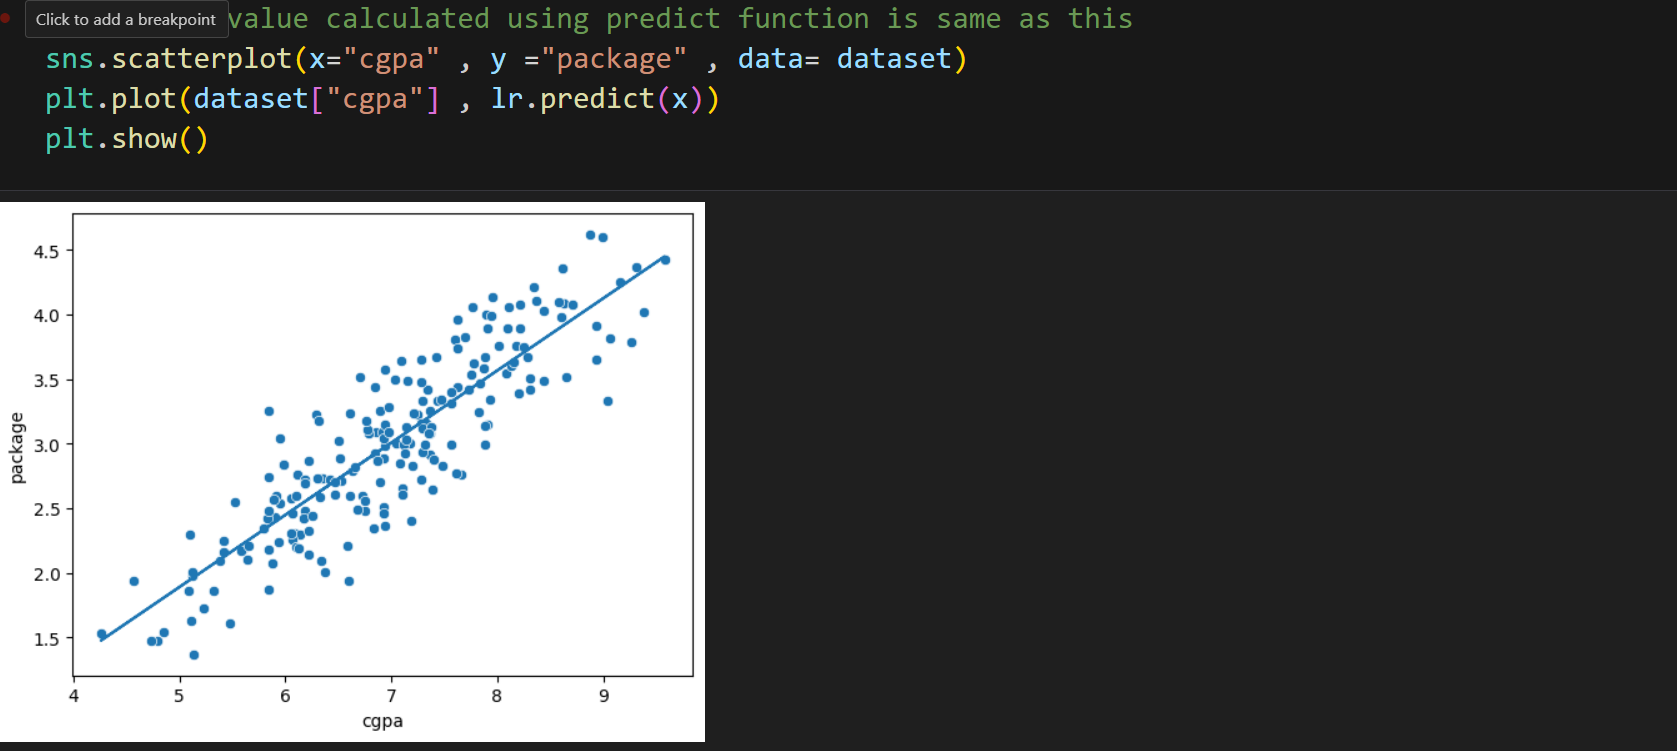 Click to add a breakpoint value calculated using predict function is same as this
sns.scatterplot(x="cgpa" , y ="package" , data= dataset)
plt.plot(dataset["cgpa"] , lr.predict(x))
plt.show()
4.5
4.0
3.5
3.0
2.5
2.0
1.5
package
4 5 6 7 8 9
cgpa